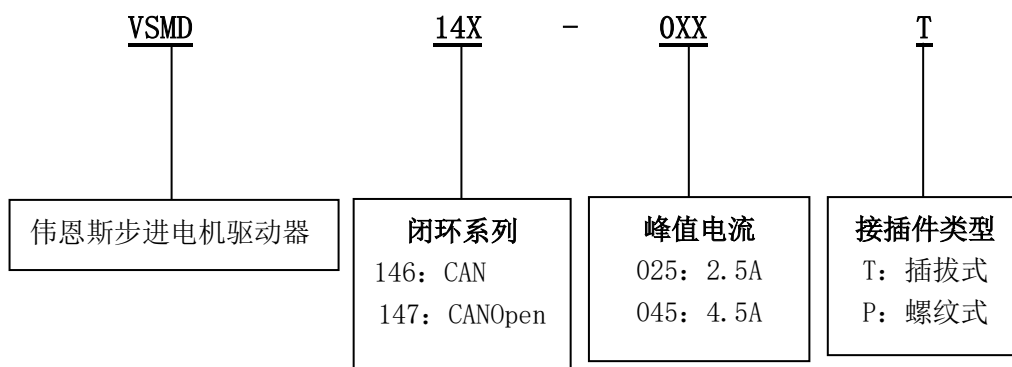 VSMD 14X - 0XX T
伟恩斯步进电机驱动器
闭环系列
146: CAN
147: CANOpen
峰值电流
025: 2.5A
045: 4.5A
接插件类型
T: 插拔式
P: 螺纹式